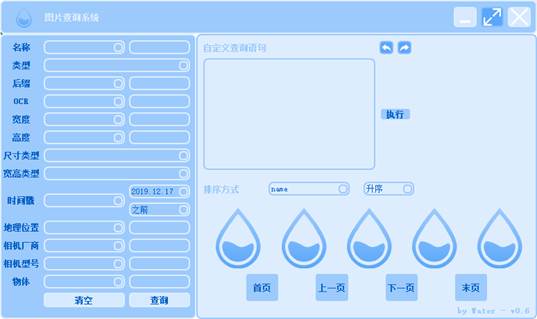 图片查询系统
名称
类型
后缀
OCR
宽度
高度
尺寸类型
宽高类型
时间戳
2019.12.17
之前
地理位置
相机厂商
相机型号
物体
清空
查询
自定义查询语句
执行
排序方式
name
升序
首页
上一页
下一页
末页
by Water - v0.6